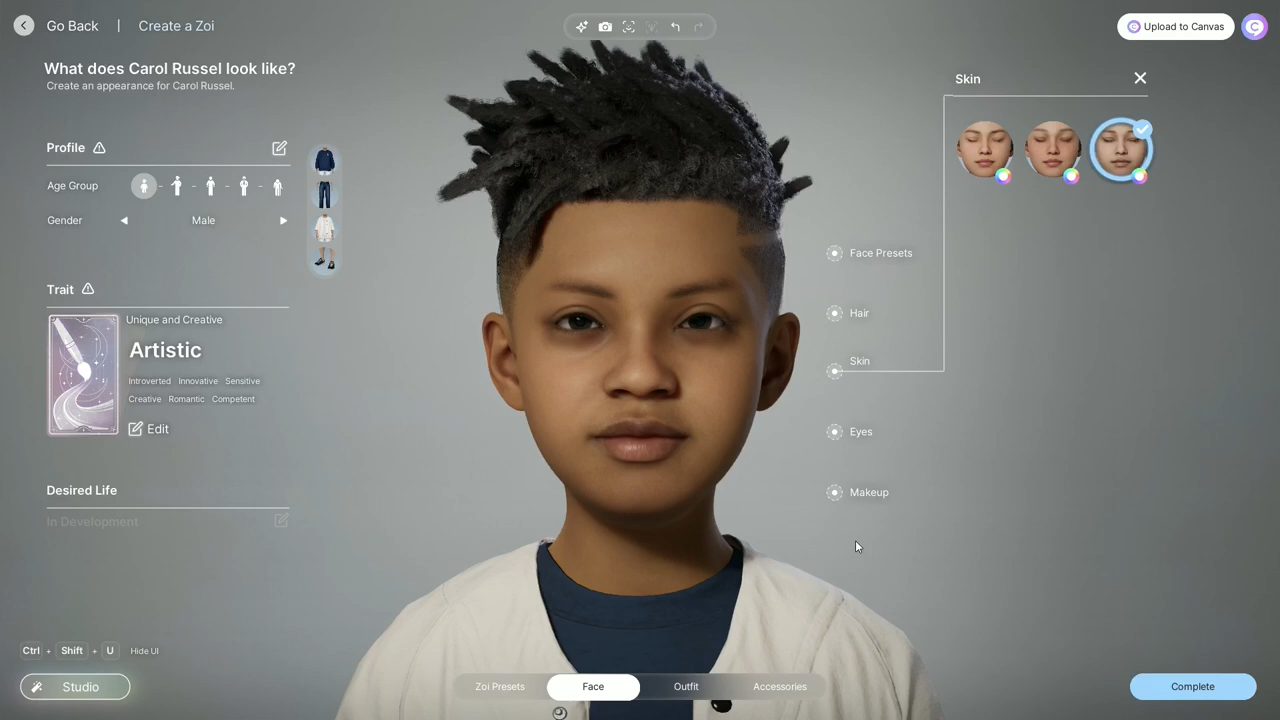 Go Back | Create a Zoi
Upload to Canvas
What does Carol Russel look like?
Create an appearance for Carol Russel.
Skin
Profile
Age Group
Gender Male
Face Presets
Trait
Unique and Creative
Hair
Artistic
Skin
Introverted Innovative Sensitive
Creative Romantic Competent
Edit
Eyes
Desired Life
Makeup
In Development
Ctrl + Shift + U Hide UI
Studio
Zoi Presets Face Outfit Accessories
Complete